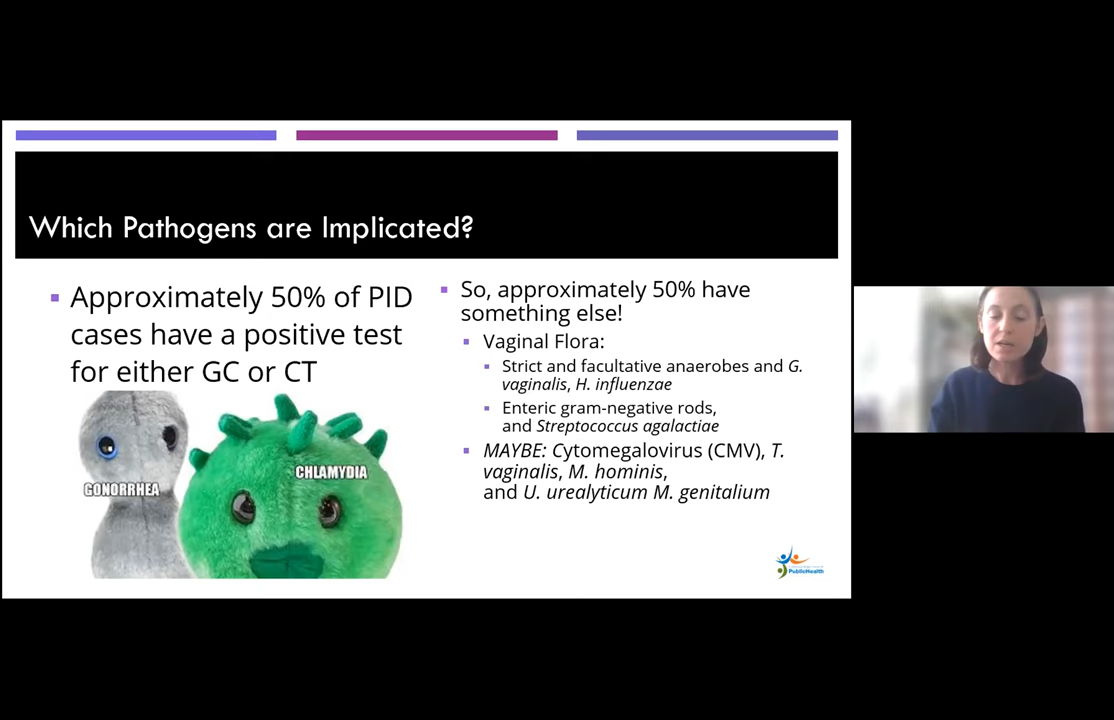 Which Pathogens are Implicated?
Approximately 50% of PID
cases have a positive test
for either GC or CT
GONORRHEA
CHLAMYDIA
So, approximately 50% have
something else!
Vaginal Flora:
Strict and facultative anaerobes and G.
vaginalis, H. influenzae
Enteric gram-negative rods,
and Streptococcus agalactiae
MAYBE: Cytomegalovirus (CMV), T.
vaginalis, M. hominis,
and U. urealyticum M. genitalium
PublicHealth